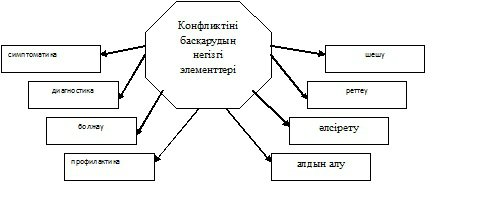 Конфликтіні
басқарудың
негізгі
элементтері
симптоматика
диагностика
болжау
профилактика
шешу
реттеу
әлсірету
алдын алу